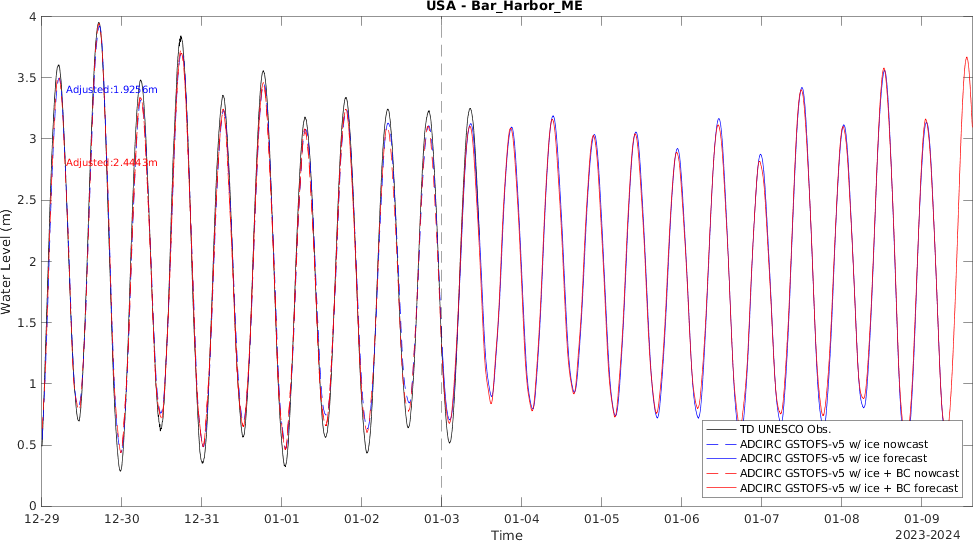 USA - Bar_Harbor_ME
4
3.5
3
2.5
2
1.5
1
0.5
0
Water Level (m)
Adjusted:1.9256m
Adjusted:2.4443m
TD UNESCO Obs.
ADCIRC GSTOFS-v5 w/ ice nowcast
ADCIRC GSTOFS-v5 w/ ice forecast
ADCIRC GSTOFS-v5 w/ ice + BC nowcast
ADCIRC GSTOFS-v5 w/ ice + BC forecast
12-29 12-30 12-31 01-01 01-02 01-03 01-04 01-05 01-06 01-07 01-08 01-09
Time
2023-2024